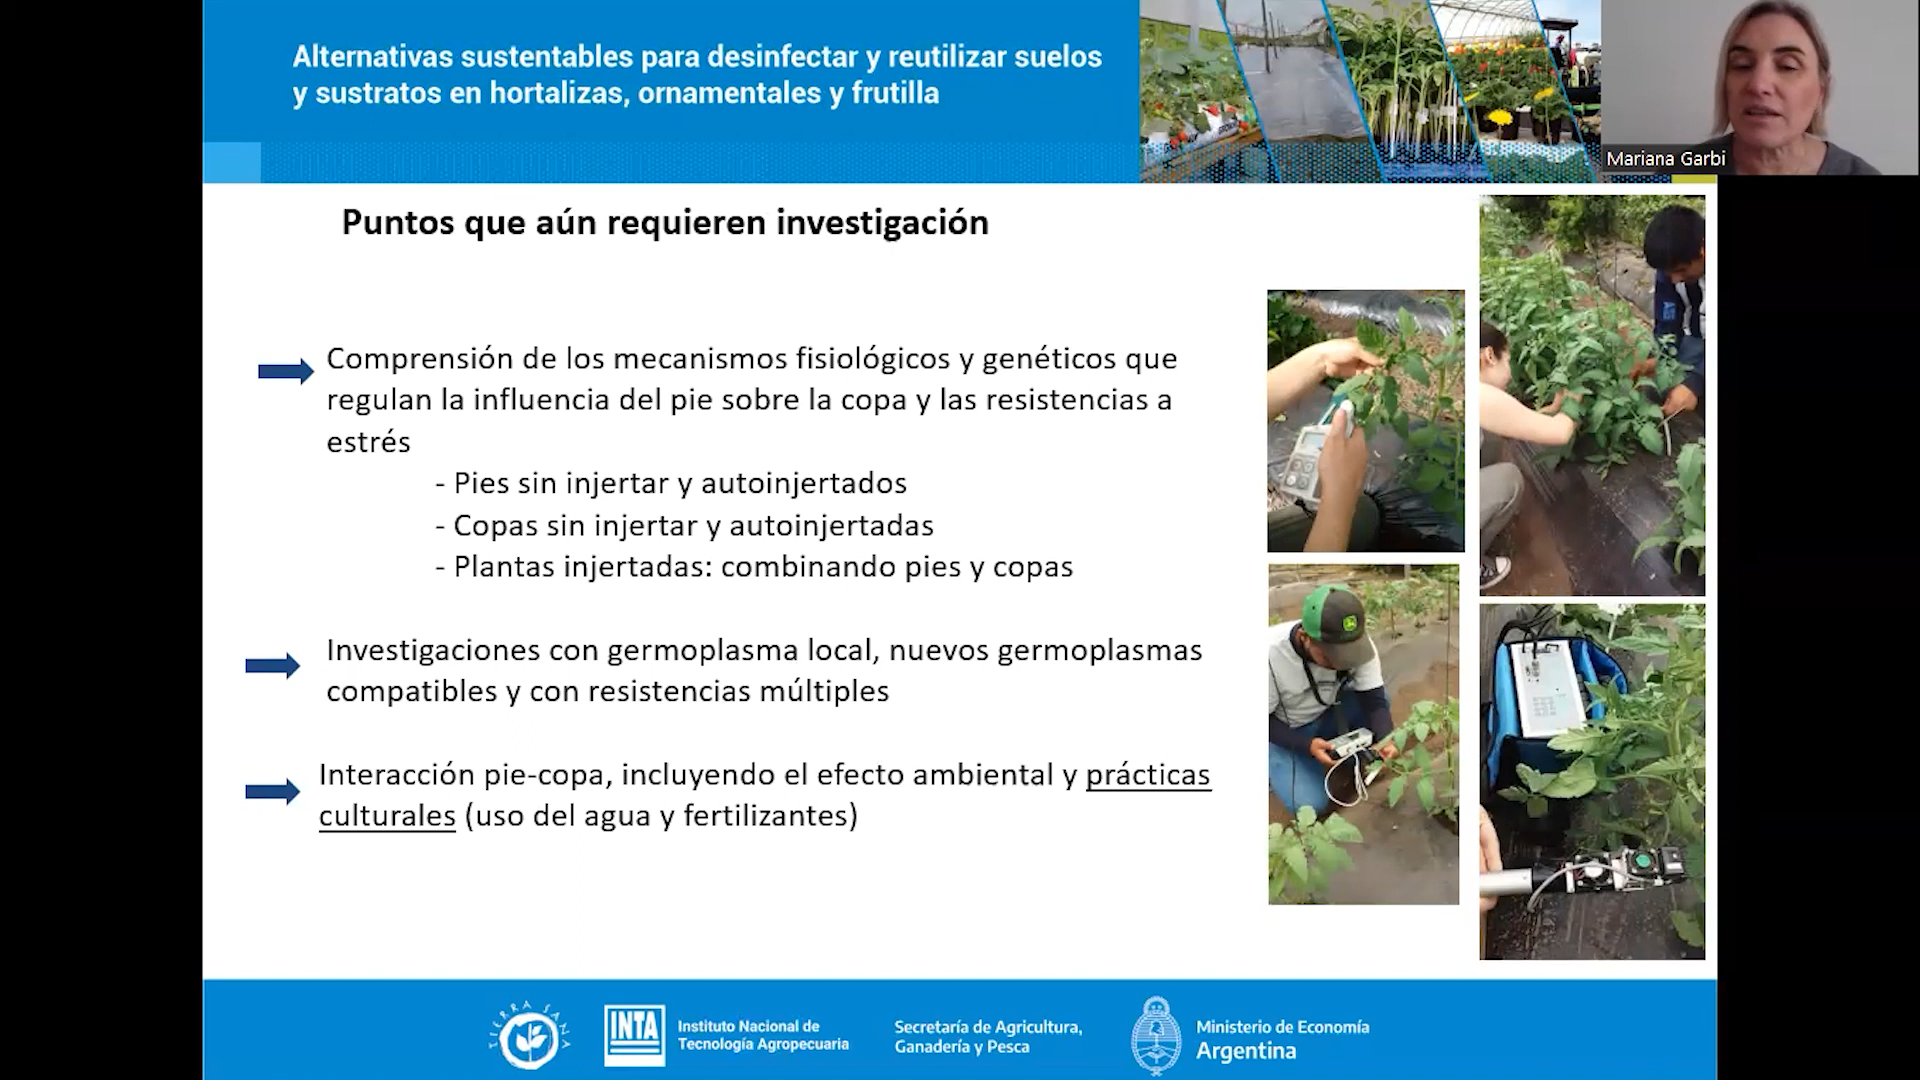 Alternativas sustentables para desinfectar y reutilizar suelos
y sustratos en hortalizas, ornamentales y frutilla
Mariana Garbi
Puntos que aún requieren investigación
Comprensión de los mecanismos fisiológicos y genéticos que
regulan la influencia del pie sobre la copa y las resistencias a
estrés
- Pies sin injertar y autoinjertados
- Copas sin injertar y autoinjertadas
- Plantas injertadas: combinando pies y copas
Investigaciones con germoplasma local, nuevos germoplasmas
compatibles y con resistencias múltiples
Interacción pie-copa, incluyendo el efecto ambiental y prácticas
culturales (uso del agua y fertilizantes)
TIERRA SANA
INTA
Instituto Nacional de
Tecnología Agropecuaria
Secretaría de Agricultura,
Ganadería y Pesca
Ministerio de Economía
Argentina